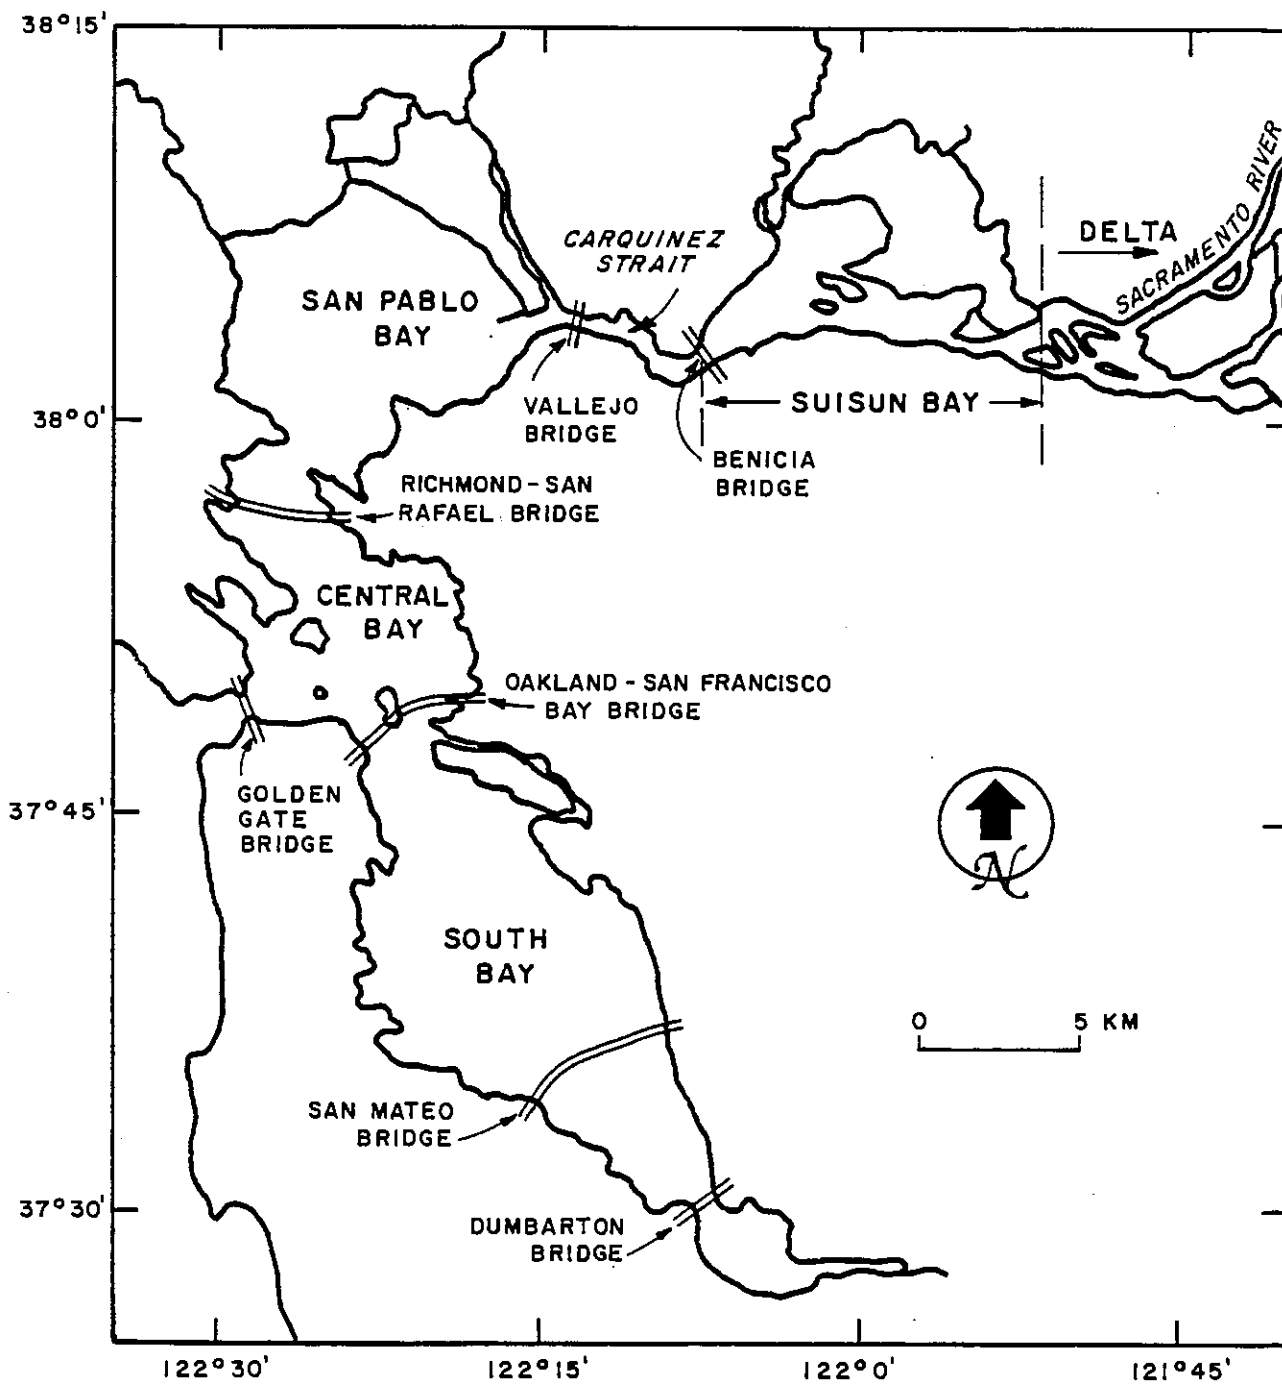 38°15'
SACRAMENTO RIVER
DELTA
CARQUINEZ
STRAIT
SAN PABLO
BAY
VALLEJO
BRIDGE
SUISUN BAY
38°0'
BENICIA
BRIDGE
RICHMOND-SAN
RAFAEL BRIDGE
CENTRAL
BAY
OAKLAND-SAN FRANCISCO
BAY BRIDGE
GOLDEN
GATE
BRIDGE
37°45'
N
SOUTH
BAY
0 5 KM
SAN MATEO
BRIDGE
37°30'
DUMBARTON
BRIDGE
122°30' 122°15' 122°0' 121°45'